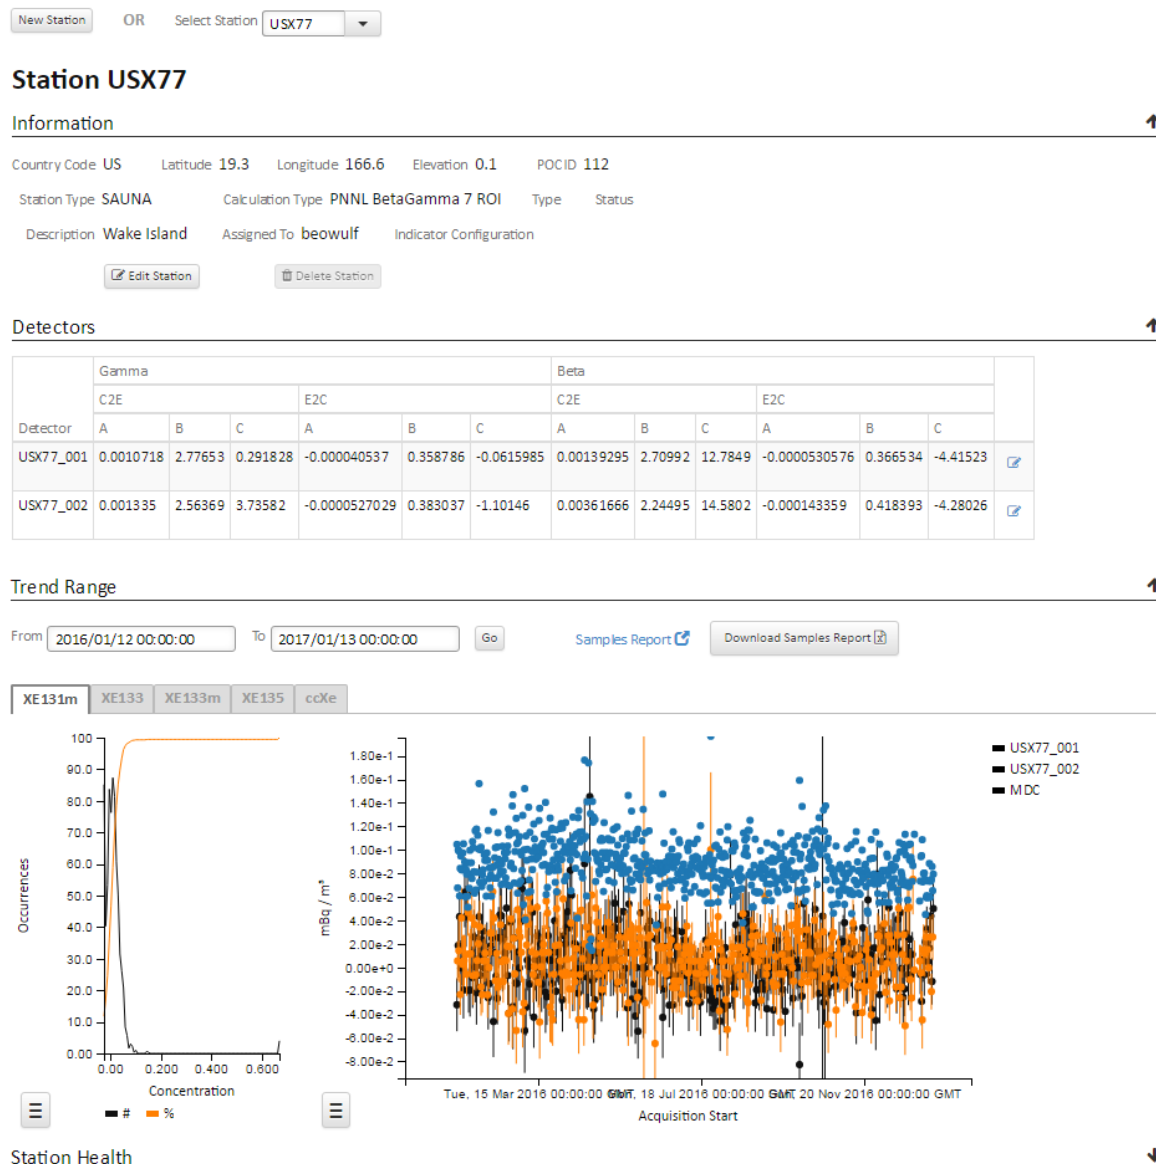 New Station OR Select Station USX77
Station USX77
Information
Country Code US Latitude 19.3 Longitude 166.6 Elevation 0.1 POCID 112
Station Type SAUNA Calculation Type PNNL BetaGamma 7 ROI Type Status
Description Wake Island Assigned To beowulf Indicator Configuration
Edit Station Delete Station
Detectors
Gamma Beta
C2E E2C C2E E2C
Detector A B C A B C A B C A B C
USX77_001 0.0010718 2.77653 0.291828 -0.000040537 0.358786 -0.0615985 0.00139295 2.70992 12.7849 -0.0000530576 0.366534 -4.41523
USX77_002 0.001335 2.56369 3.73582 -0.0000527029 0.383037 -1.10146 0.00361666 2.24495 14.5802 -0.000143359 0.418393 -4.28026
Trend Range
From 2016/01/12 00:00:00 To 2017/01/13 00:00:00 Go Samples Report Download Samples Report
XE131m XE133 XE133m XE135 ccXe
Occurrences
100
90.0
80.0
70.0
60.0
50.0
40.0
30.0
20.0
10.0
0.00
0.00 0.200 0.400 0.600
Concentration
# %
mBq / m³
1.80e-1
1.60e-1
1.40e-1
1.20e-1
1.00e-1
8.00e-2
6.00e-2
4.00e-2
2.00e-2
0.00e+0
-2.00e-2
-4.00e-2
-6.00e-2
-8.00e-2
Tue, 15 Mar 2016 00:00:00 18 Jul 2016 00:00:00 20 Nov 2016 00:00:00 GMT
Acquisition Start
USX77_001
USX77_002
MDC
Station Health